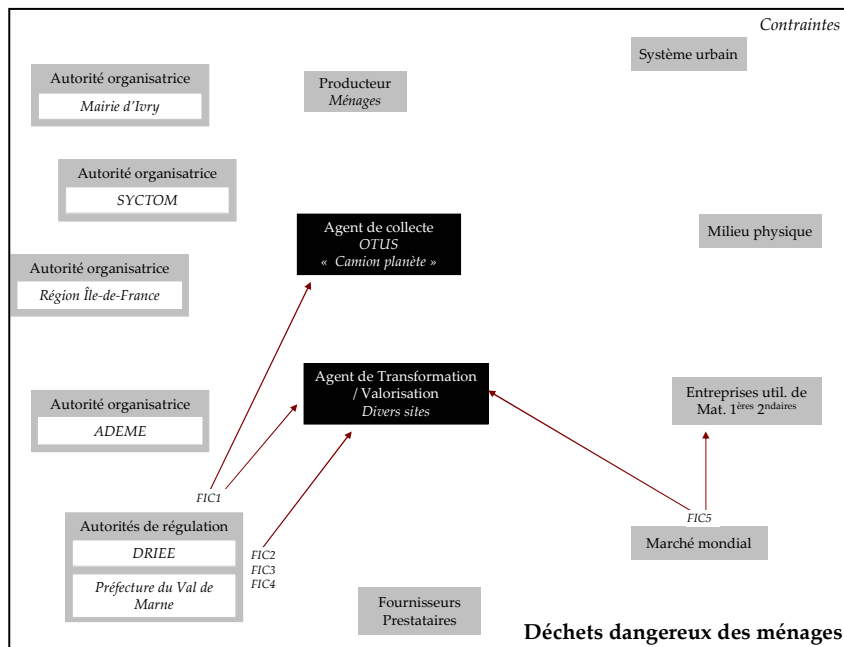 Contraintes
Système urbain
Autorité organisatrice
Mairie d'Ivry
Producteur
Ménages
Autorité organisatrice
SYCTOM
Agent de collecte
OTUS
« Camion planète »
Milieu physique
Autorité organisatrice
Région Île-de-France
Agent de Transformation
/ Valorisation
Divers sites
Entreprises util. de
Mat. 1ères 2ndaires
Autorité organisatrice
ADEME
FIC1
Autorités de régulation
DRIEE
Préfecture du Val de
Marne
FIC2
FIC3
FIC4
FIC5
Marché mondial
Fournisseurs
Prestataires
Déchets dangereux des ménages